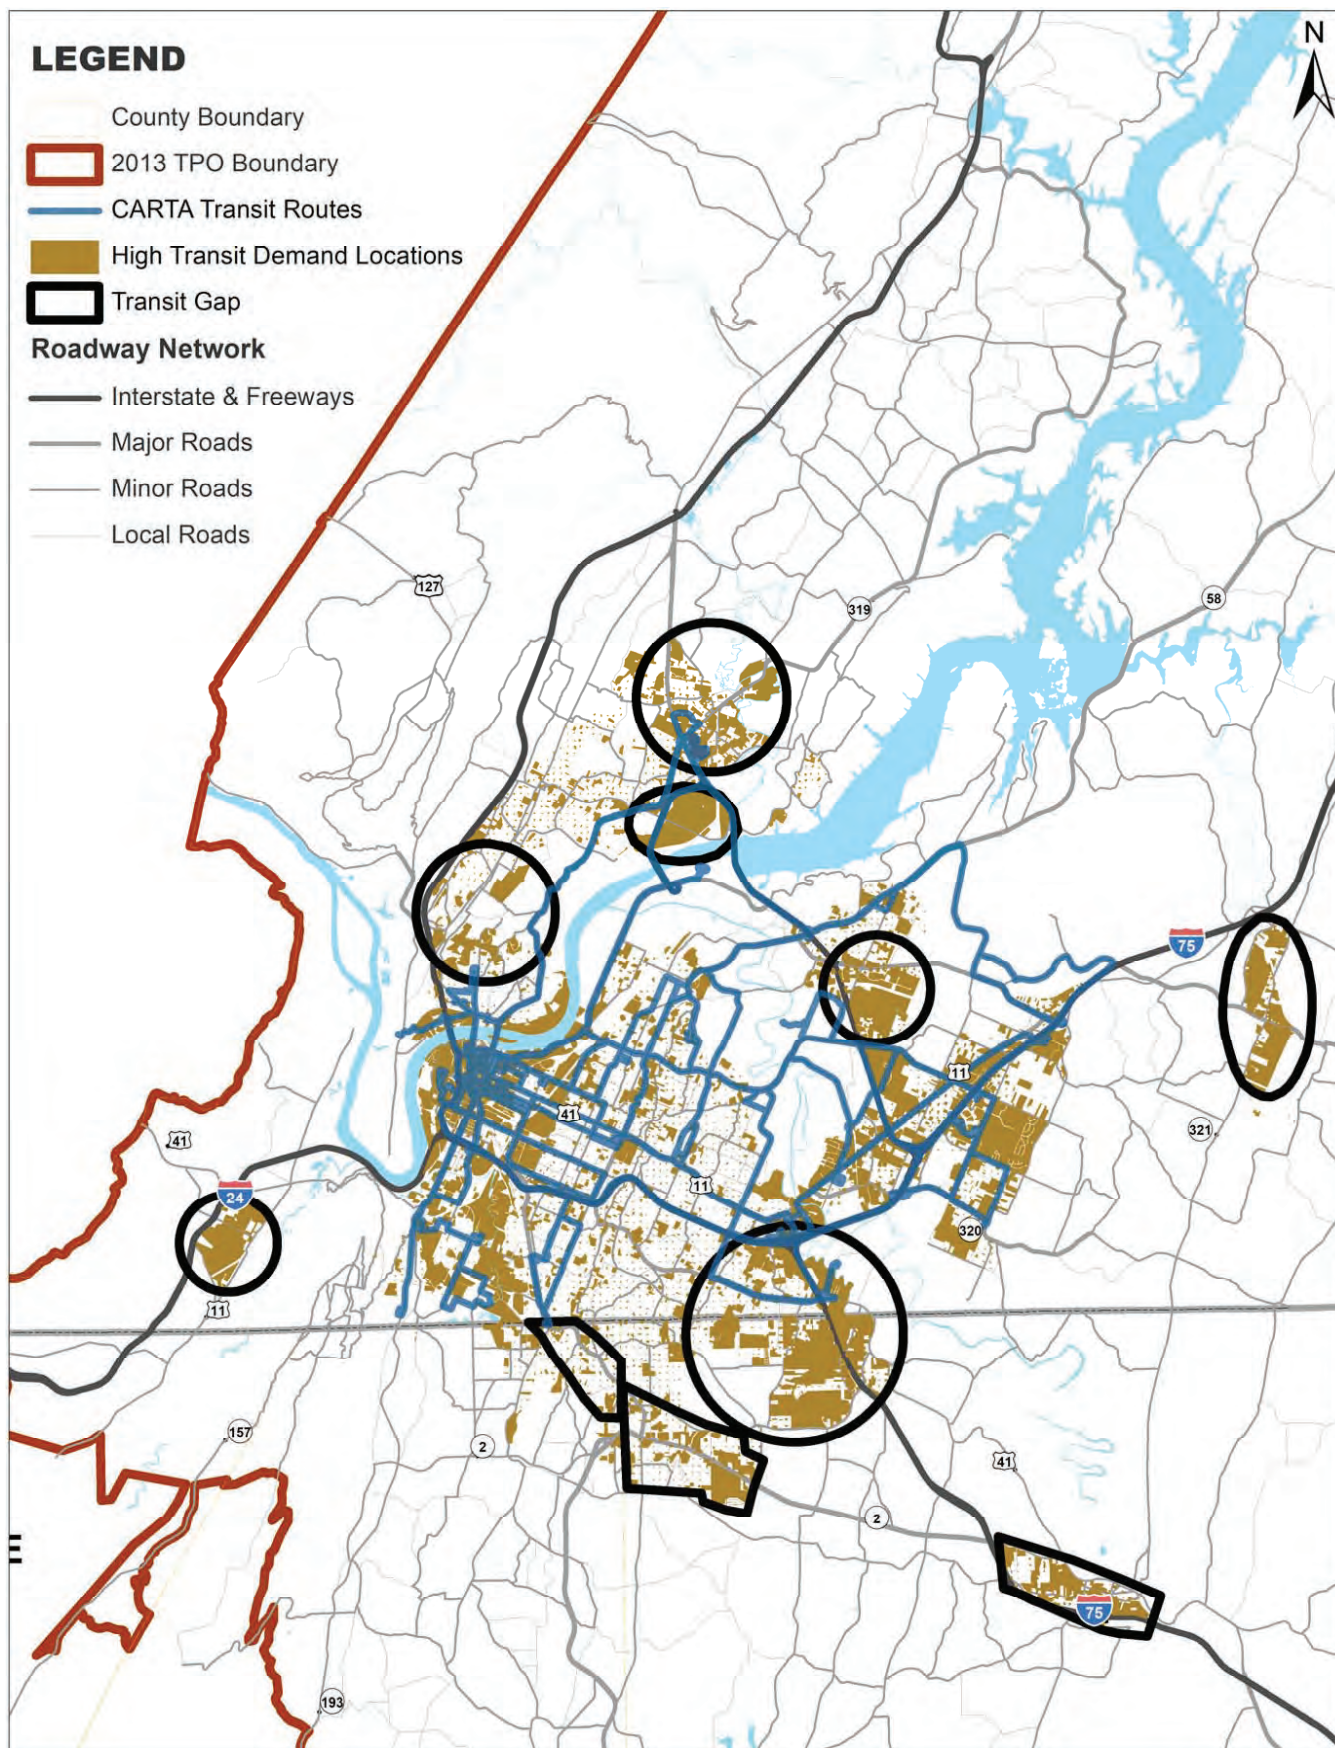 LEGEND
County Boundary
2013 TPO Boundary
CARTA Transit Routes
High Transit Demand Locations
Transit Gap
Roadway Network
Interstate & Freeways
Major Roads
Minor Roads
Local Roads
N
127
319
58
75
11
41
321
41
24
11
320
11
157
2
41
2
75
193
E